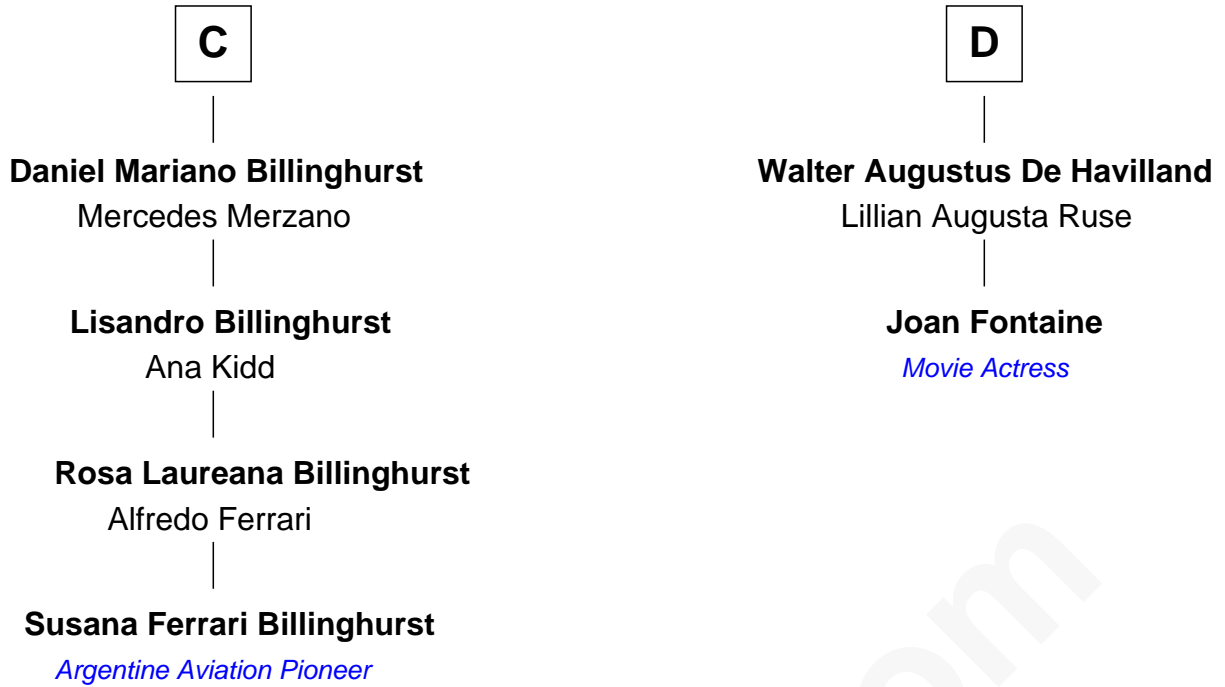 C
Daniel Mariano Billinghurst
Mercedes Merzano
Lisandro Billinghurst
Ana Kidd
Rosa Laureana Billinghurst
Alfredo Ferrari
Susana Ferrari Billinghurst
Argentine Aviation Pioneer
D
Walter Augustus De Havilland
Lillian Augusta Ruse
Joan Fontaine
Movie Actress
om